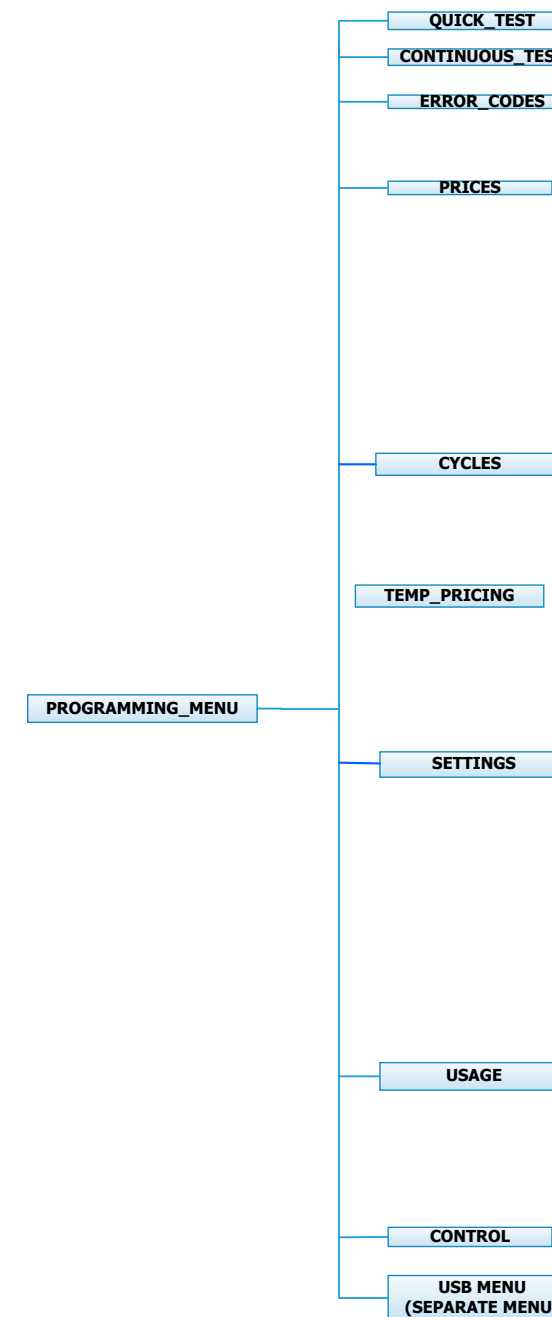 QUICK_TEST
CONTINUOUS_TES
ERROR_CODES
PRICES
CYCLES
TEMP_PRICING
PROGRAMMING_MENU
SETTINGS
USAGE
CONTROL
USB MENU
(SEPARATE MENU